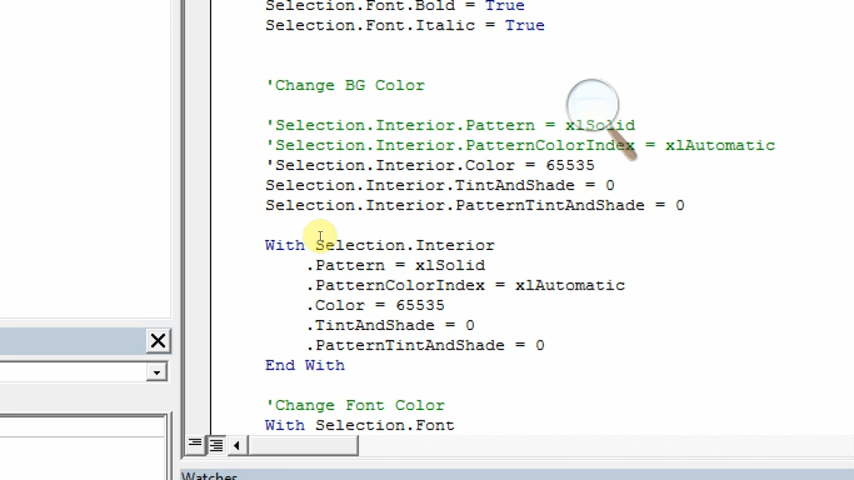 Selection.Font.Bold = True
Selection.Font.Italic = True
'Change BG Color
'Selection.Interior.Pattern = xlSolid
'Selection.Interior.PatternColorIndex = xlAutomatic
'Selection.Interior.Color = 65535
Selection.Interior.TintAndShade = 0
Selection.Interior.PatternTintAndShade = 0
With Selection.Interior
.Pattern = xlSolid
.PatternColorIndex = xlAutomatic
.Color = 65535
.TintAndShade = 0
.PatternTintAndShade = 0
End With
'Change Font Color
With Selection.Font
Watches